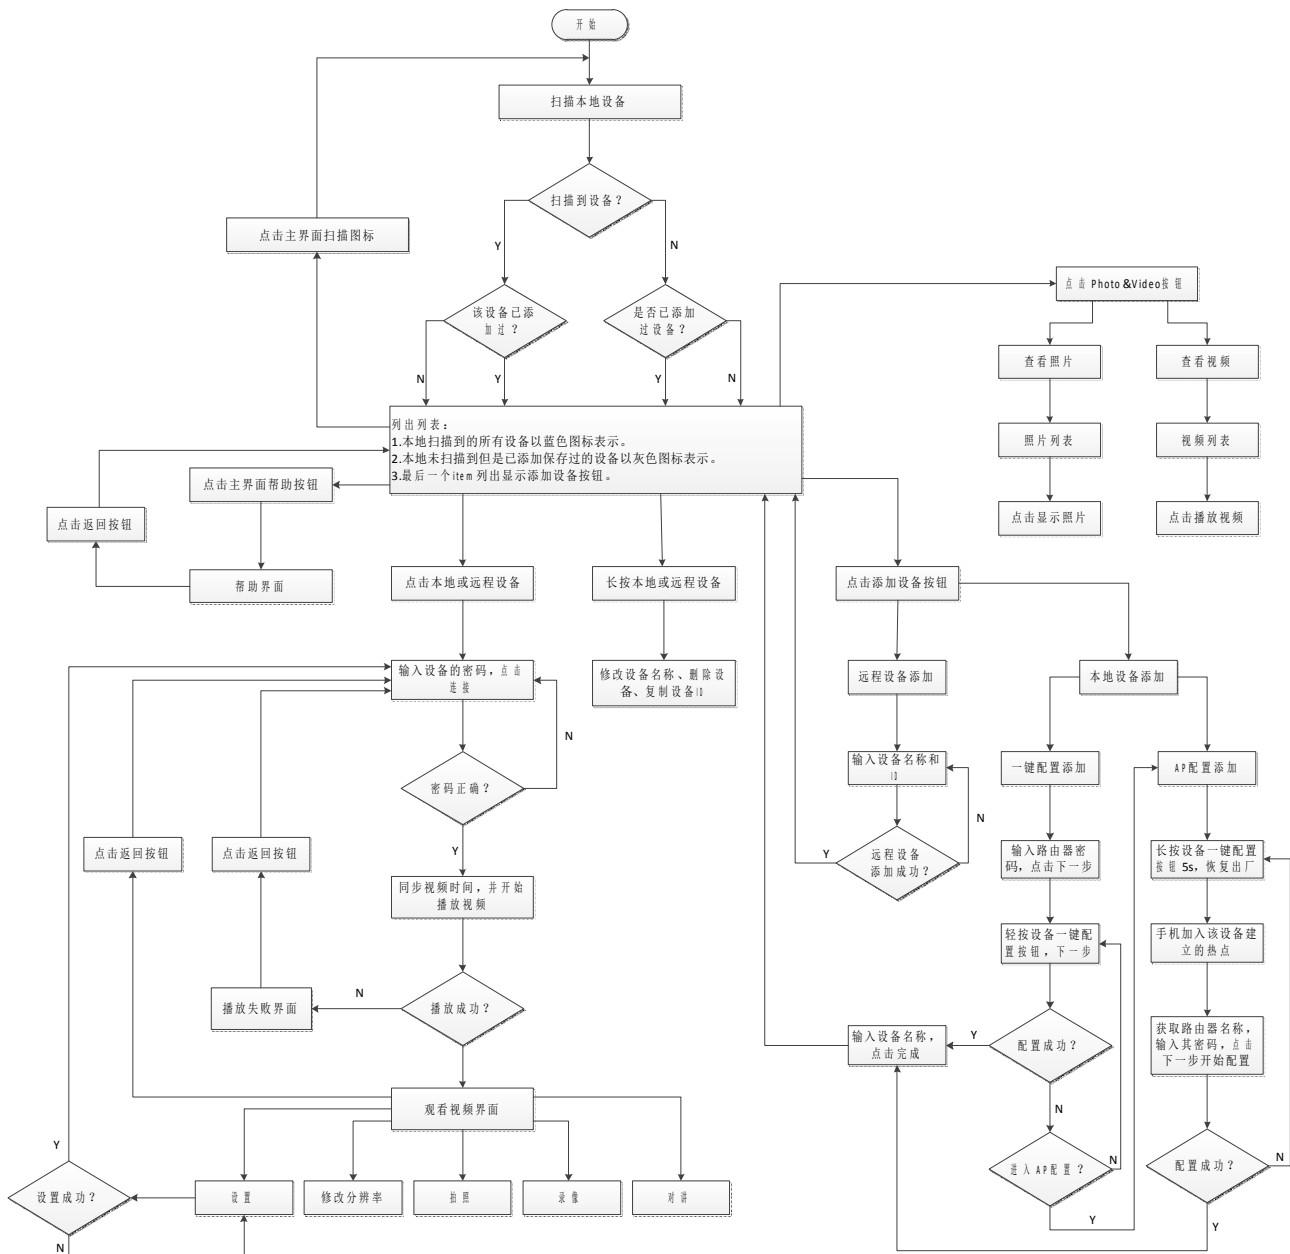 开始
扫描本地设备
扫描到设备？
点击主界面扫描图标
Y
N
点击 Photo&Video按钮
该设备已添
加过？
是否已添加
过设备？
查看照片
查看视频
N
Y
Y
N
列出列表：
1.本地扫描到的所有设备以蓝色图标表示。
2.本地未扫描到但是已添加保存过的设备以灰色图标表示。
3.最后一个item列出显示添加设备按钮。
照片列表
视频列表
点击主界面帮助按钮
点击返回按钮
点击显示照片
点击播放视频
帮助界面
点击本地或远程设备
长按本地或远程设备
点击添加设备按钮
输入设备的密码，点击
连接
修改设备名称、删除设
备、复制设备ID
远程设备添加
本地设备添加
N
密码正确？
输入设备名称和
ID
一键配置添加
AP配置添加
N
点击返回按钮
点击返回按钮
Y
Y
远程设备
添加成功？
输入路由器密
码，点击下一步
长按设备一键配置
按钮5s，恢复出厂
同步视频时间，并开始
播放视频
轻按设备一键配
置按钮，下一步
手机加入该设备建
立的热点
播放失败界面
N
播放成功？
输入设备名称，
点击完成
Y
配置成功？
获取路由器名称，
输入其密码，点击
下一步开始配置
观看视频界面
N
Y
设置成功？
设置
修改分辨率
拍照
录像
对讲
进入AP配置？
N
配置成功？
N
Y
Y
N